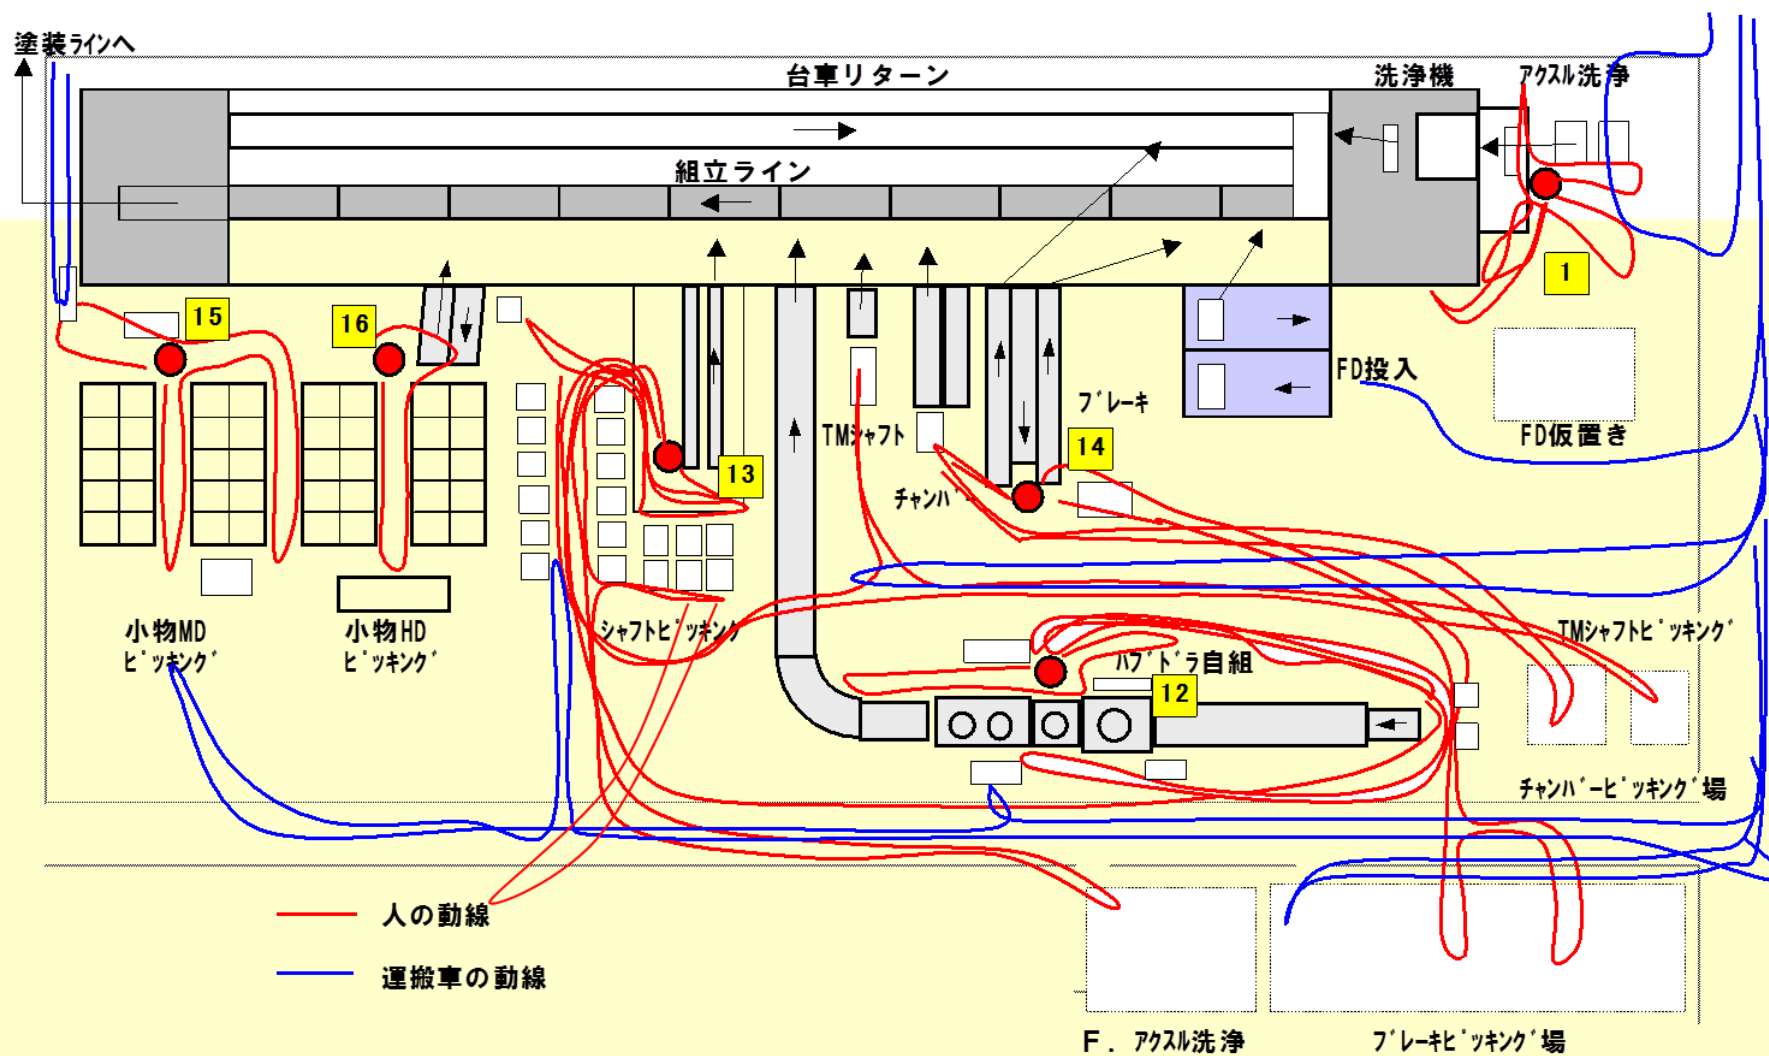 塗装ラインへ
台車リターン
洗浄機
アクスル洗浄
組立ライン
1
15
16
FD投入
ブレーキ
TMシャフト
FD仮置き
14
13
チャンバー
小物MD
ピッキング
小物HD
ピッキング
シャフトピッキング
TMシャフトピッキング
ハブドラ自組
12
チャンバーピッキング場
人の動線
運搬車の動線
F. アクスル洗浄
ブレーキピッキング場